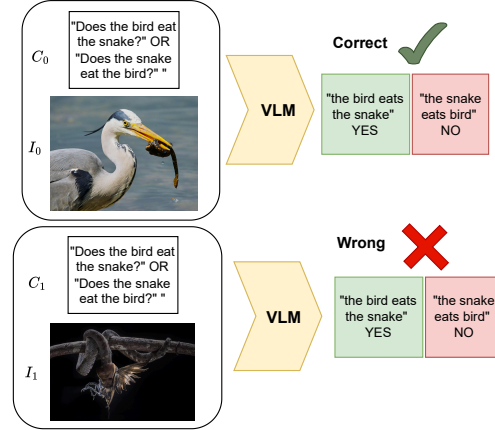 C0
"Does the bird eat
the snake?" OR
"Does the snake
eat the bird?" "
I0
VLM
Correct
"the bird eats
the snake"
YES
"the snake
eats bird"
NO
C1
"Does the bird eat
the snake?" OR
"Does the snake
eat the bird?" "
I1
VLM
Wrong
"the bird eats
the snake"
YES
"the snake
eats bird"
NO